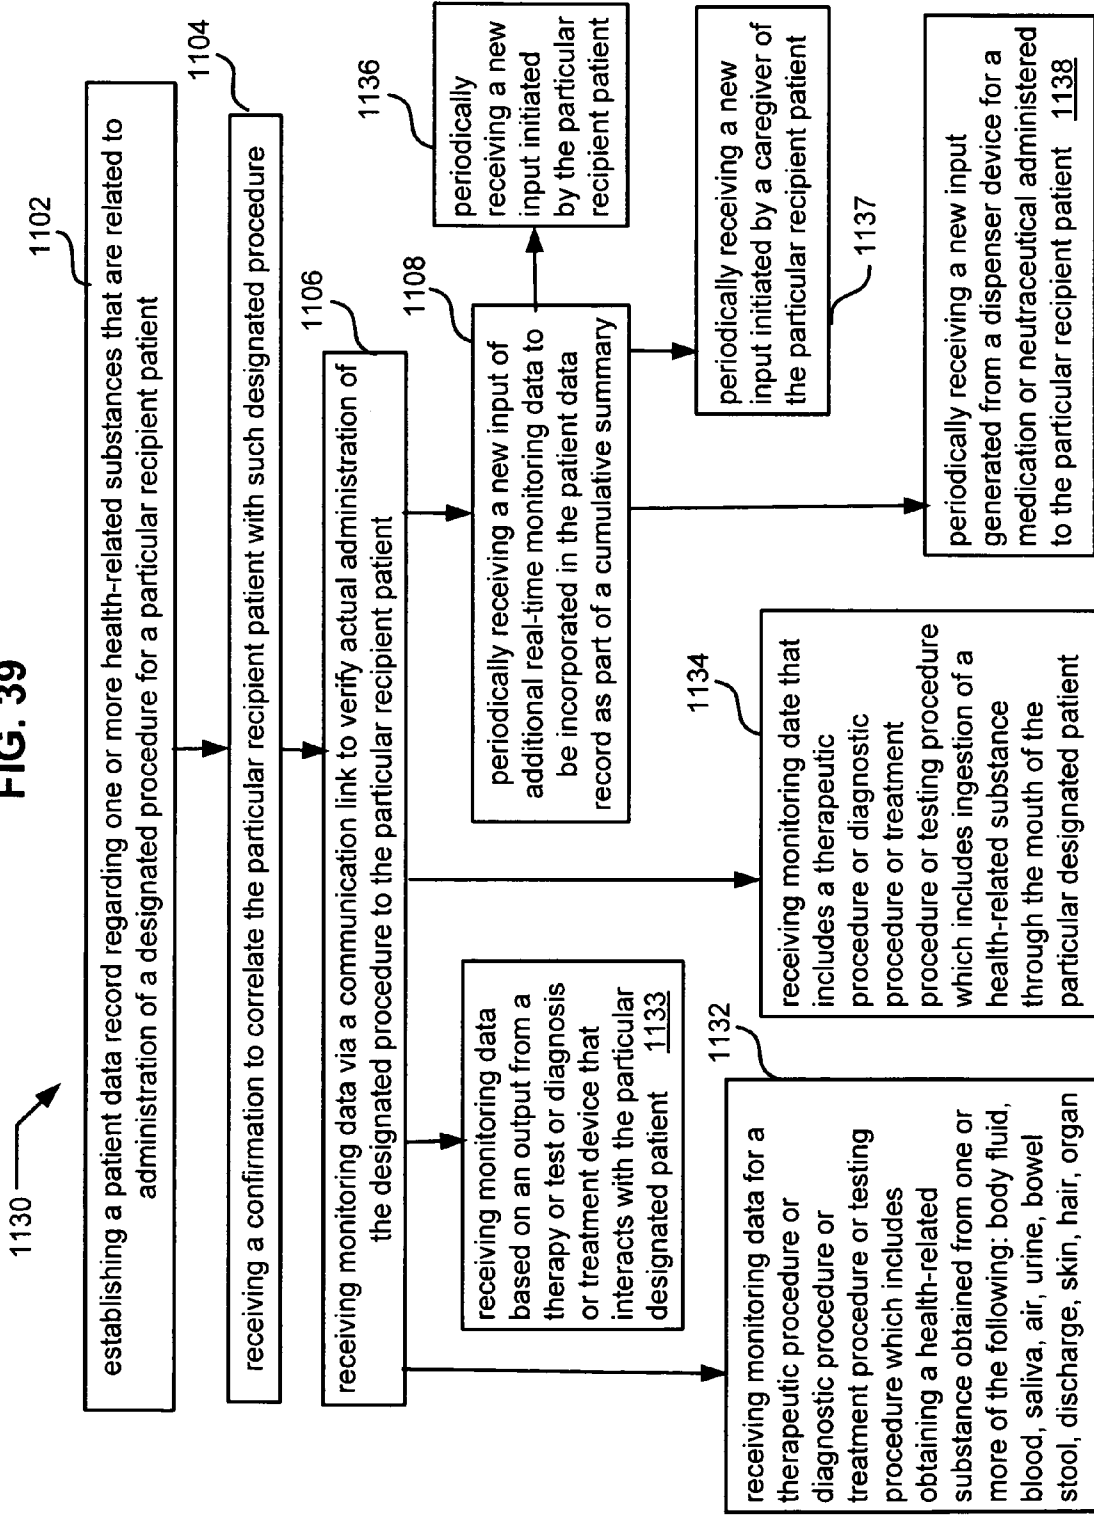 FIG. 39
1130
1102
establishing a patient data record regarding one or more health-related substances that are related to
administration of a designated procedure for a particular recipient patient
1104
receiving a confirmation to correlate the particular recipient patient with such designated procedure
1106
receiving monitoring data via a communication link to verify actual administration of
the designated procedure to the particular recipient patient
1108
periodically receiving a new input of
additional real-time monitoring data to
be incorporated in the patient data
record as part of a cumulative summary
1136
periodically
receiving a new
input initiated
by the particular
recipient patient
receiving monitoring data
based on an output from a
therapy or test or diagnosis
or treatment device that
interacts with the particular
designated patient 1133
periodically receiving a new
input initiated by a caregiver of
the particular recipient patient
1137
1132
receiving monitoring data for a
therapeutic procedure or
diagnostic procedure or
treatment procedure or testing
procedure which includes
obtaining a health-related
substance obtained from one or
more of the following: body fluid,
blood, saliva, air, urine, bowel
stool, discharge, skin, hair, organ
1134
receiving monitoring date that
includes a therapeutic
procedure or diagnostic
procedure or treatment
procedure or testing procedure
which includes ingestion of a
health-related substance
through the mouth of the
particular designated patient
periodically receiving a new input
generated from a dispenser device for a
medication or neutraceutical administered
to the particular recipient patient 1138